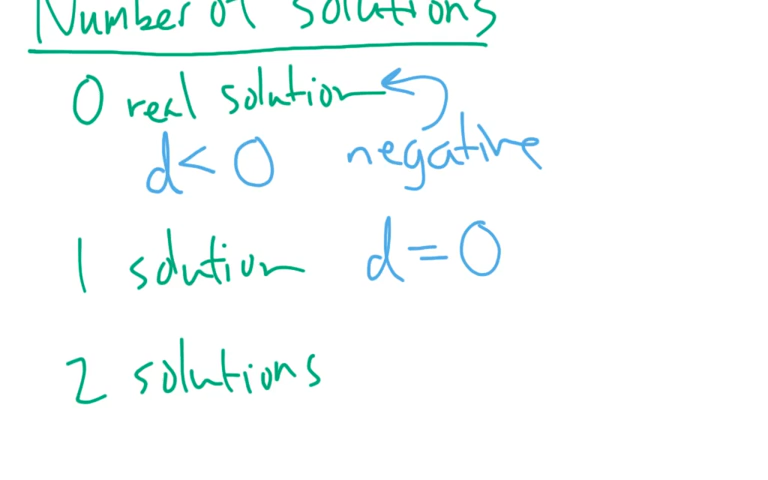 Number of solutions
0 real solution
d < 0 negative
1 solution d = 0
2 solutions